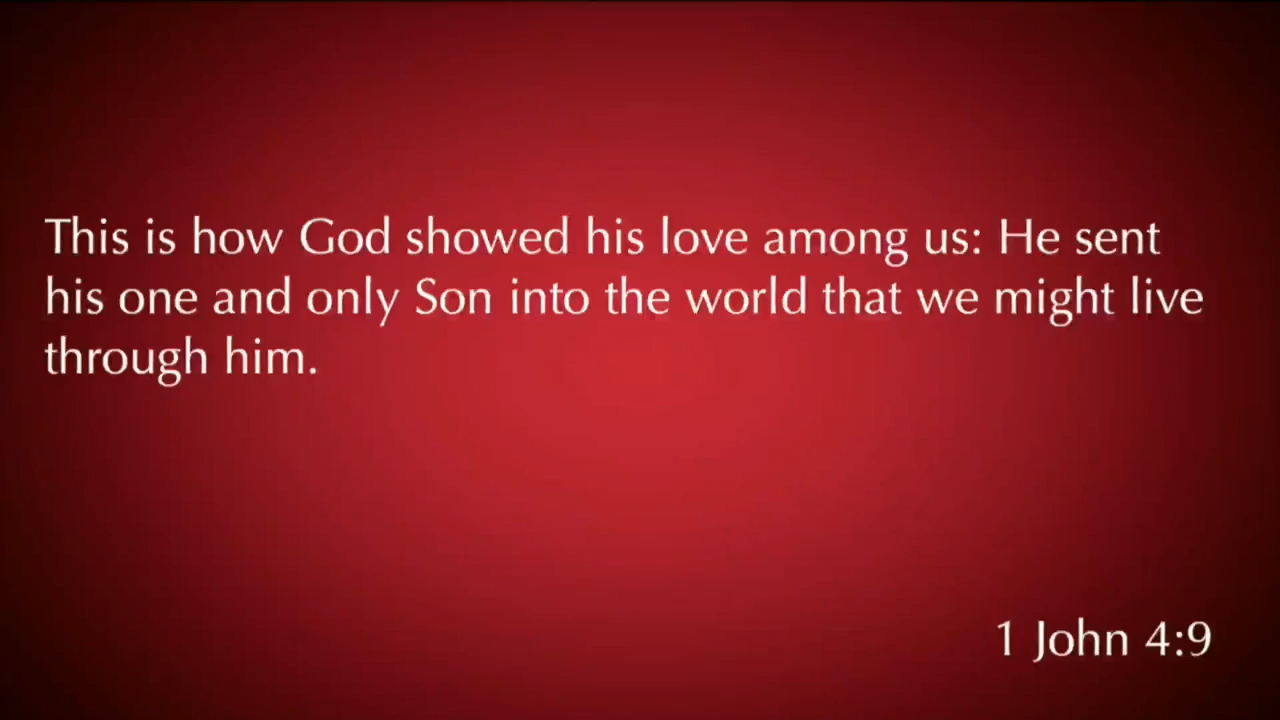 This is how God showed his love among us: He sent
his one and only Son into the world that we might live
through him.
1 John 4:9